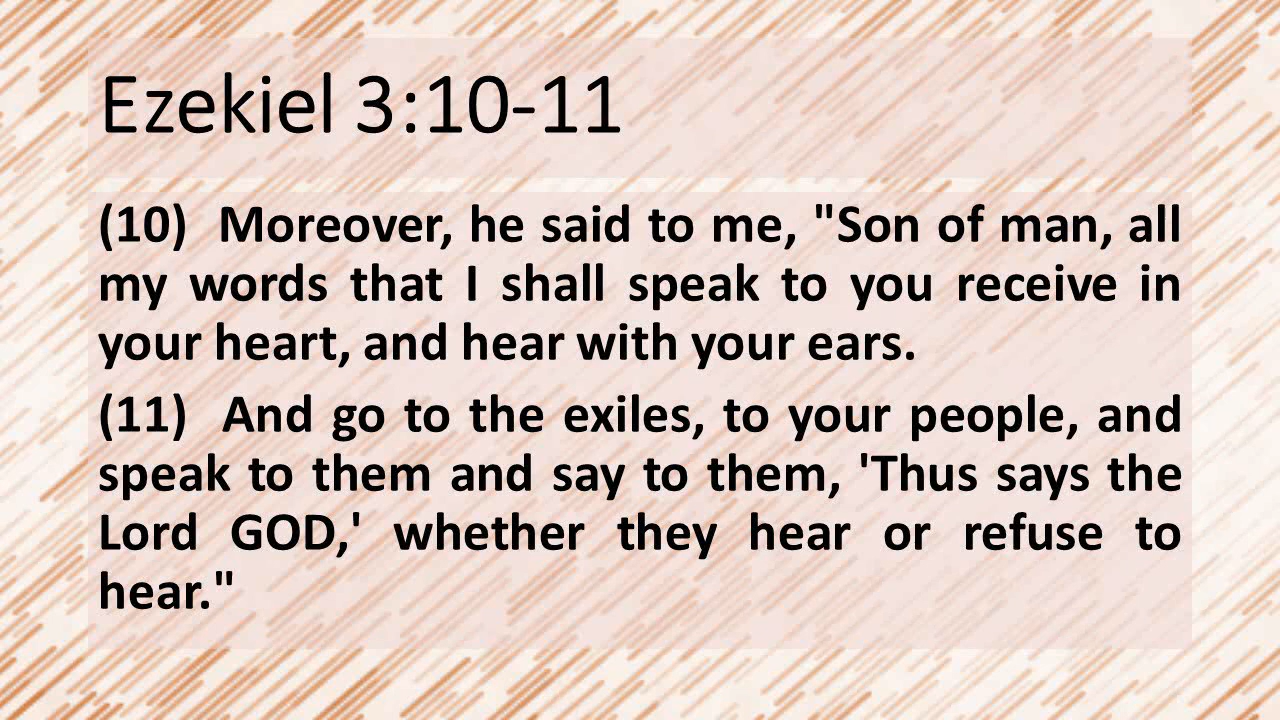 Ezekiel 3:10-11
(10) Moreover, he said to me, "Son of man, all
my words that I shall speak to you receive in
your heart, and hear with your ears.
(11) And go to the exiles, to your people, and
speak to them and say to them, 'Thus says the
Lord GOD,' whether they hear or refuse to
hear."